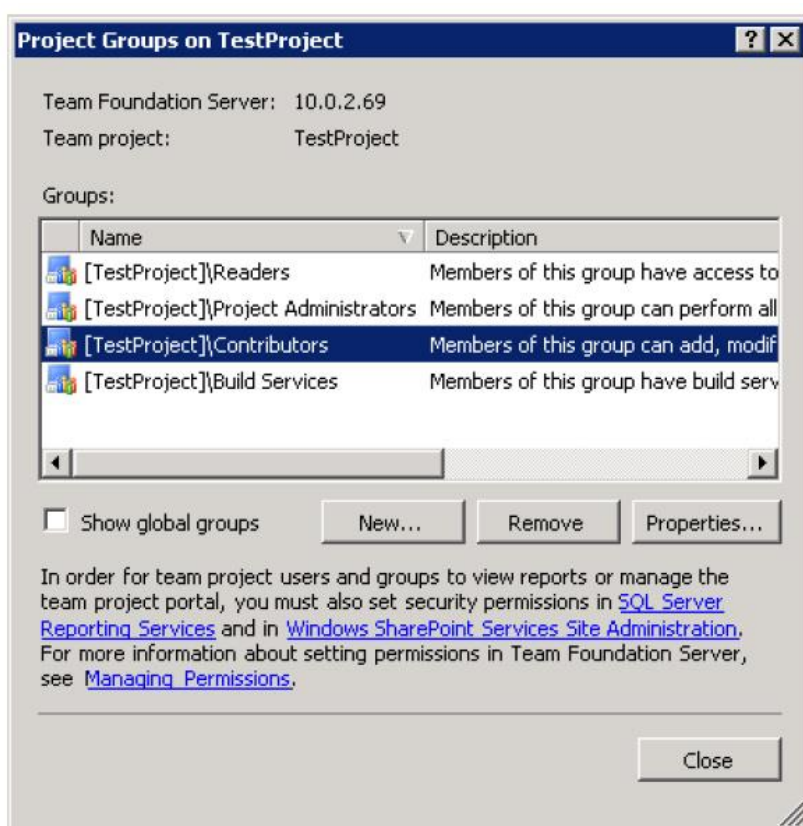 Project Groups on TestProject
Team Foundation Server: 10.0.2.69
Team project: TestProject
Groups:
Name Description
[TestProject]\Readers Members of this group have access to
[TestProject]\Project Administrators Members of this group can perform all
[TestProject]\Contributors Members of this group can add, modif
[TestProject]\Build Services Members of this group have build serv
Show global groups New... Remove Properties...
In order for team project users and groups to view reports or manage the
team project portal, you must also set security permissions in SQL Server
Reporting Services and in Windows SharePoint Services Site Administration.
For more information about setting permissions in Team Foundation Server,
see Managing Permissions.
Close